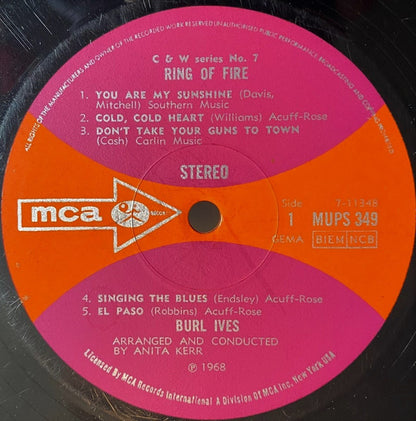 ALL RIGHTS OF THE MANUFACTURERS AND OWNER OF THE RECORDED WORK RESERVED UNAUTHORISED PUBLIC PERFORMANCE, BROADCASTING AND COPYING OF THIS RECORD PROHIBITED
C & W series No. 7
RING OF FIRE
1. YOU ARE MY SUNSHINE (Davis,
Mitchell) Southern Music
2. COLD, COLD HEART (Williams) Acuff-Rose
3. DON'T TAKE YOUR GUNS TO TOWN
(Cash) Carlin Music
STEREO
mca
Side
1
7-11348
MUPS 349
GEMA
BIEM NCB
4. SINGING THE BLUES (Endsley) Acuff-Rose
5. EL PASO (Robbins) Acuff-Rose
BURL IVES
ARRANGED AND CONDUCTED
BY ANITA KERR
℗ 1968
Licensed By MCA Records International A Division Of MCA Inc. New York USA